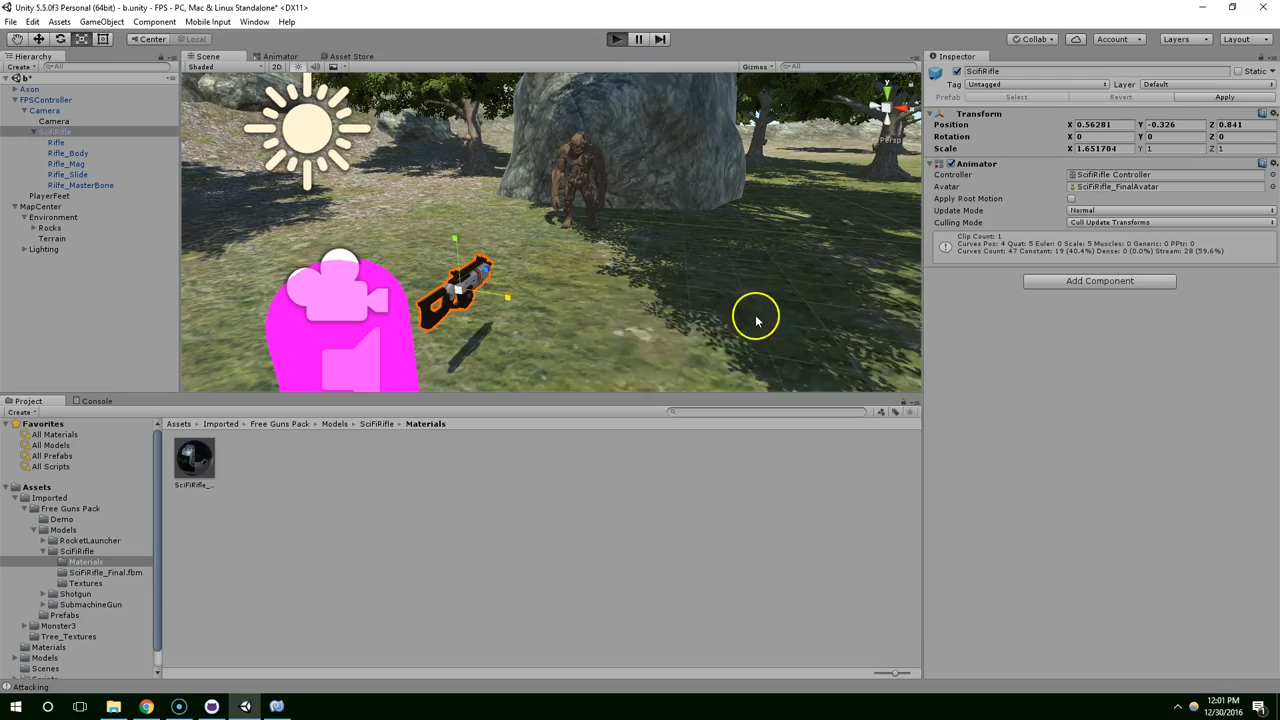 Unity 5.5.0f3 Personal (64bit) - b.unity - FPS - PC, Mac & Linux Standalone* <DX11>
File Edit Assets GameObject Component Mobile Input Window Help
Center Local Collab Account Layers Layout
Hierarchy
Create All
b*
Axon
FPSController
Camera
Camera
ScifiRifle
Rifle
Rifle_Body
Rifle_Mag
Rifle_Slide
Rifle_MasterBone
PlayerFeet
MapCenter
Environment
Rocks
Terrain
Lighting
Scene Animator Asset Store
Shaded 2D Gizmos All
y
x
Persp
Inspector
ScifiRifle Static
Tag Untagged Layer Default
Prefab Select Revert Apply
Transform
Position X 0.56281 Y -0.326 Z 0.841
Rotation X 0 Y 0 Z 0
Scale X 1.651704 Y 1 Z 1
Animator
Controller ScifiRifle Controller
Avatar SciFiRifle_FinalAvatar
Apply Root Motion
Update Mode Normal
Culling Mode Cull Update Transforms
Clip Count: 1
Curves Pos: 4 Quat: 5 Euler: 0 Scale: 5 Muscles: 0 Generic: 0 PPtr: 0
Curves Count: 47 Constant: 19 (40.4%) Dense: 0 (0.0%) Stream: 28 (59.6%)
Add Component
Project Console
Create
Favorites
All Materials
All Models
All Prefabs
All Scripts
Assets
Imported
Free Guns Pack
Demo
Models
RocketLauncher
SciFiRifle
Materials
SciFiRifle_Final.fbm
Textures
Shotgun
SubmachineGun
Prefabs
Monster3
Tree_Textures
Materials
Models
Scenes
Assets Imported Free Guns Pack Models SciFiRifle Materials
SciFiRifle_...
Attacking
12:01 PM
12/30/2016
1